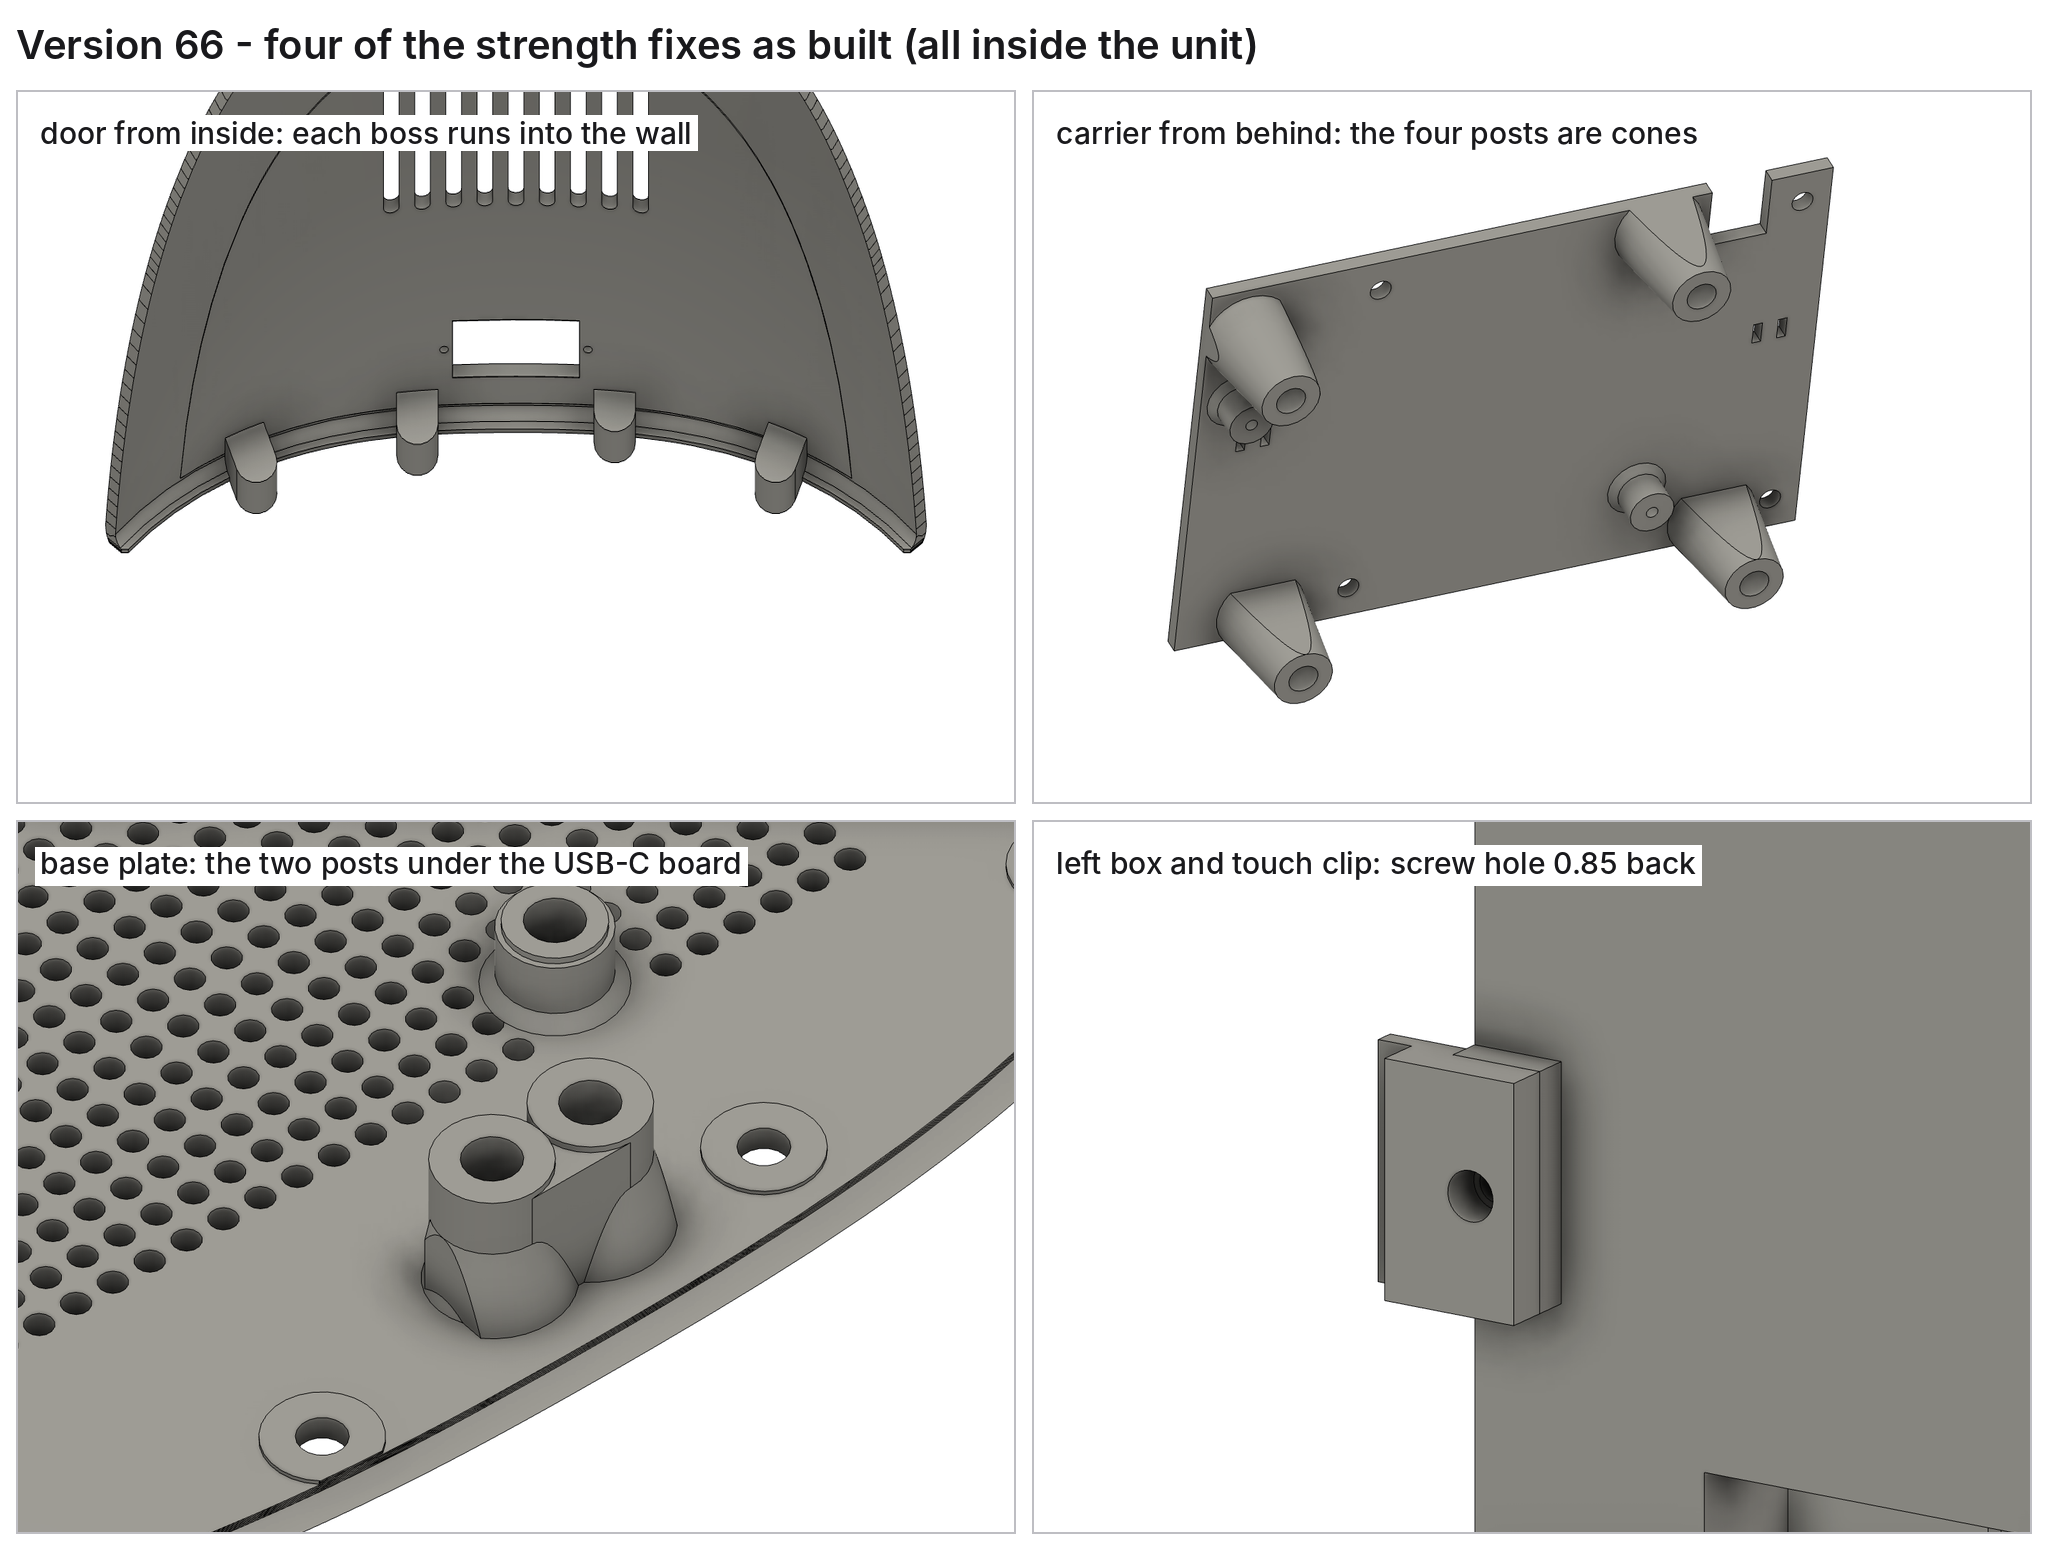 Version 66 - four of the strength fixes as built (all inside the unit)
door from inside: each boss runs into the wall
carrier from behind: the four posts are cones
base plate: the two posts under the USB-C board
left box and touch clip: screw hole 0.85 back